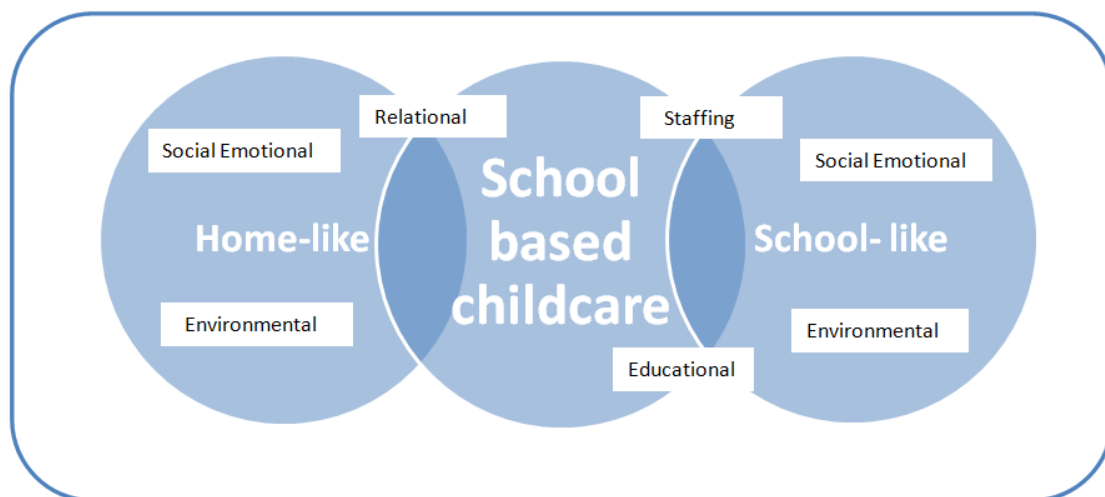 Relational
Staffing
Social Emotional
Social Emotional
School
based
childcare
Home-like
School- like
Environmental
Environmental
Educational